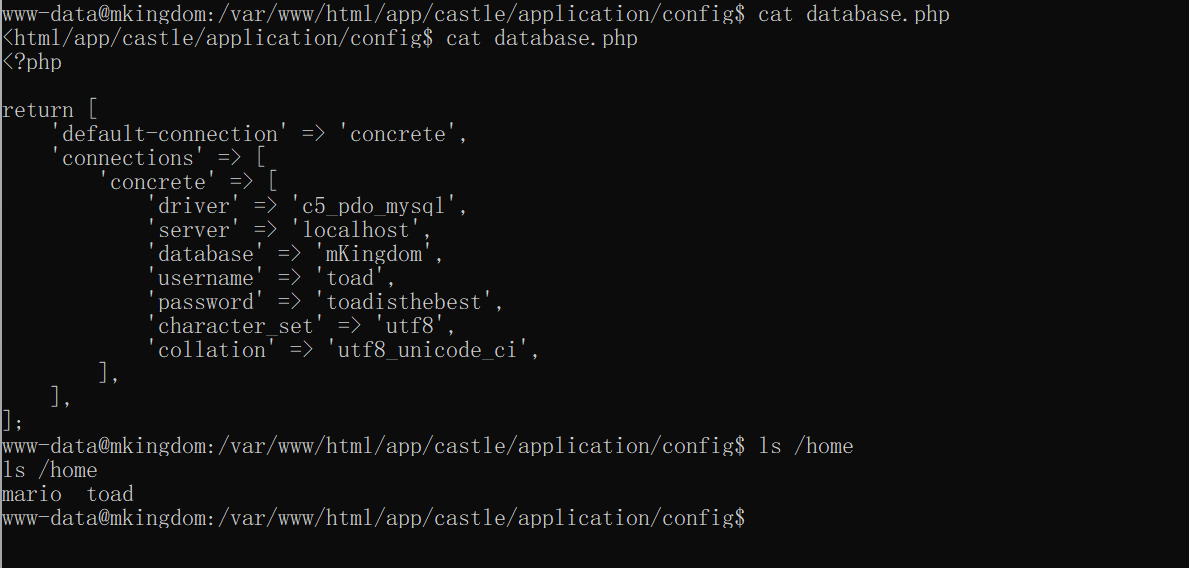 www-data@mkingdom:/var/www/html/app/castle/application/config$ cat database.php
<html/app/castle/application/config$ cat database.php
<?php

return [
    'default-connection' => 'concrete',
    'connections' => [
        'concrete' => [
            'driver' => 'c5_pdo_mysql',
            'server' => 'localhost',
            'database' => 'mKingdom',
            'username' => 'toad',
            'password' => 'toadisthebest',
            'character_set' => 'utf8',
            'collation' => 'utf8_unicode_ci',
        ],
    ],
];
www-data@mkingdom:/var/www/html/app/castle/application/config$ ls /home
ls /home
mario  toad
www-data@mkingdom:/var/www/html/app/castle/application/config$